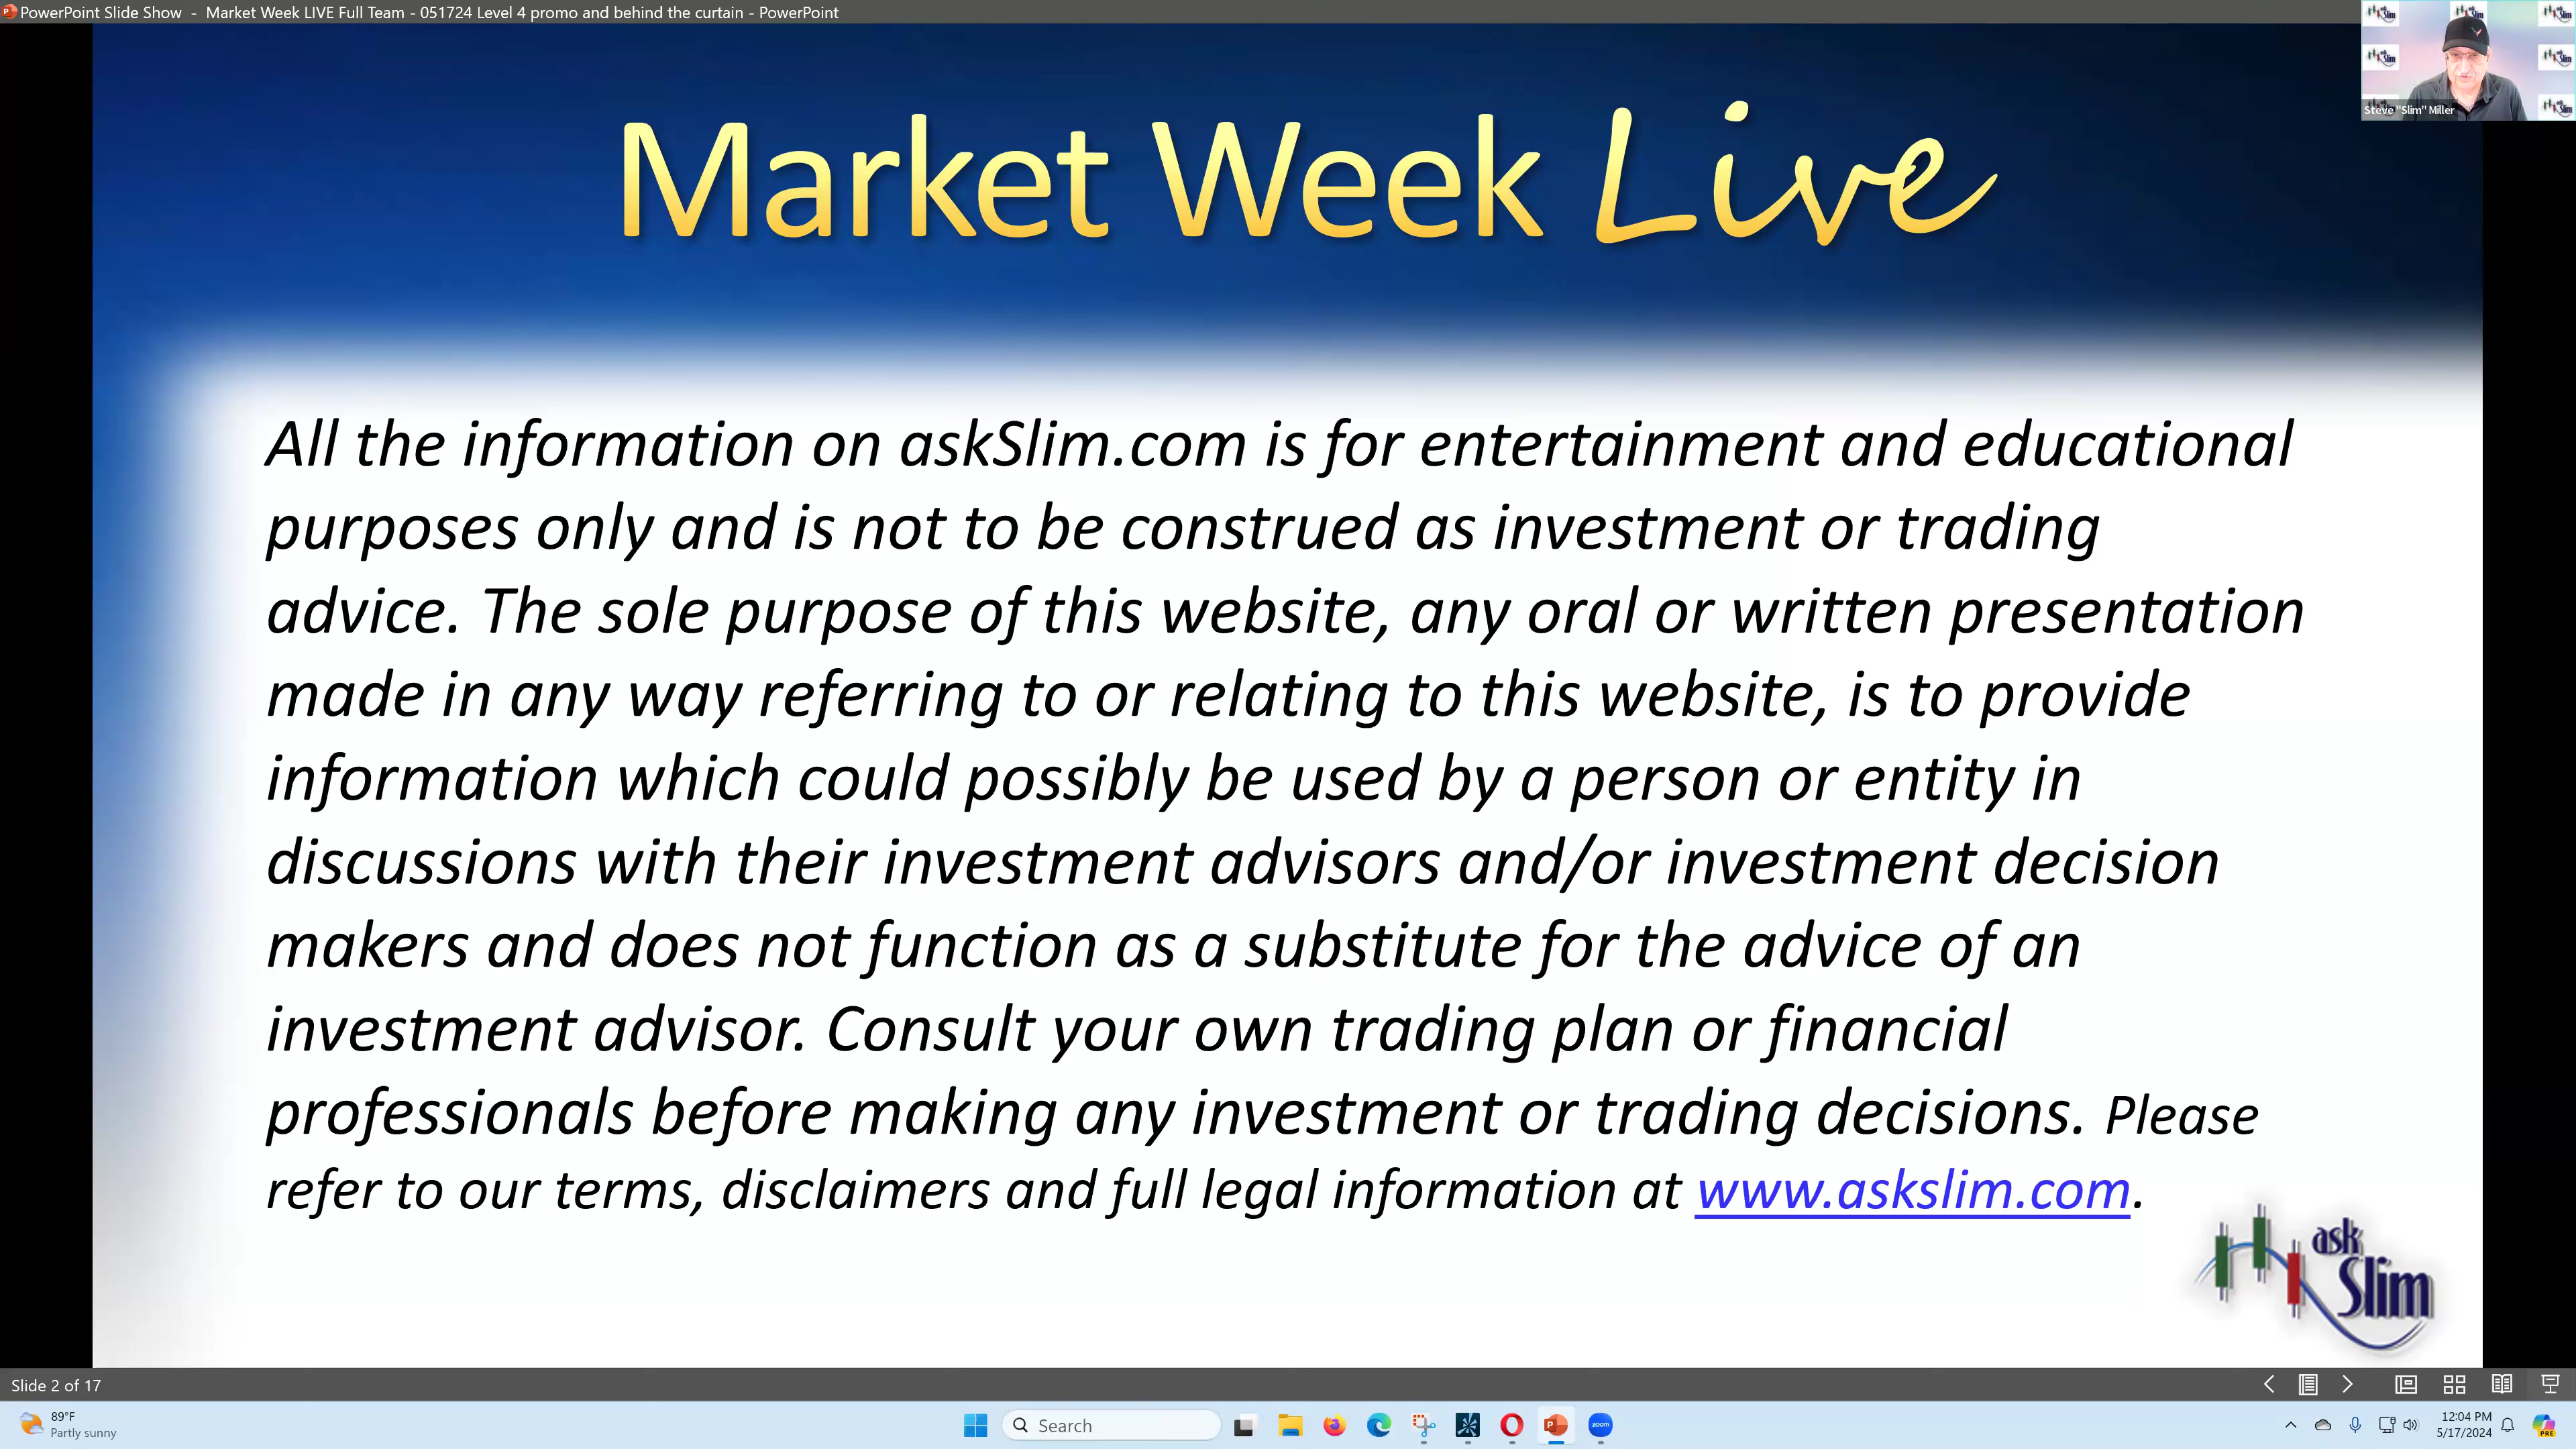 PowerPoint Slide Show - Market Week LIVE Full Team - 051724 Level 4 promo and behind the curtain - PowerPoint
Steve "Slim" Miller
Market Week Live
All the information on askSlim.com is for entertainment and educational
purposes only and is not to be construed as investment or trading
advice. The sole purpose of this website, any oral or written presentation
made in any way referring to or relating to this website, is to provide
information which could possibly be used by a person or entity in
discussions with their investment advisors and/or investment decision
makers and does not function as a substitute for the advice of an
investment advisor. Consult your own trading plan or financial
professionals before making any investment or trading decisions. Please
refer to our terms, disclaimers and full legal information at www.askslim.com.
ask
Slim
Slide 2 of 17
89°F
Partly sunny
Search
zoom
12:04 PM
5/17/2024
PRE